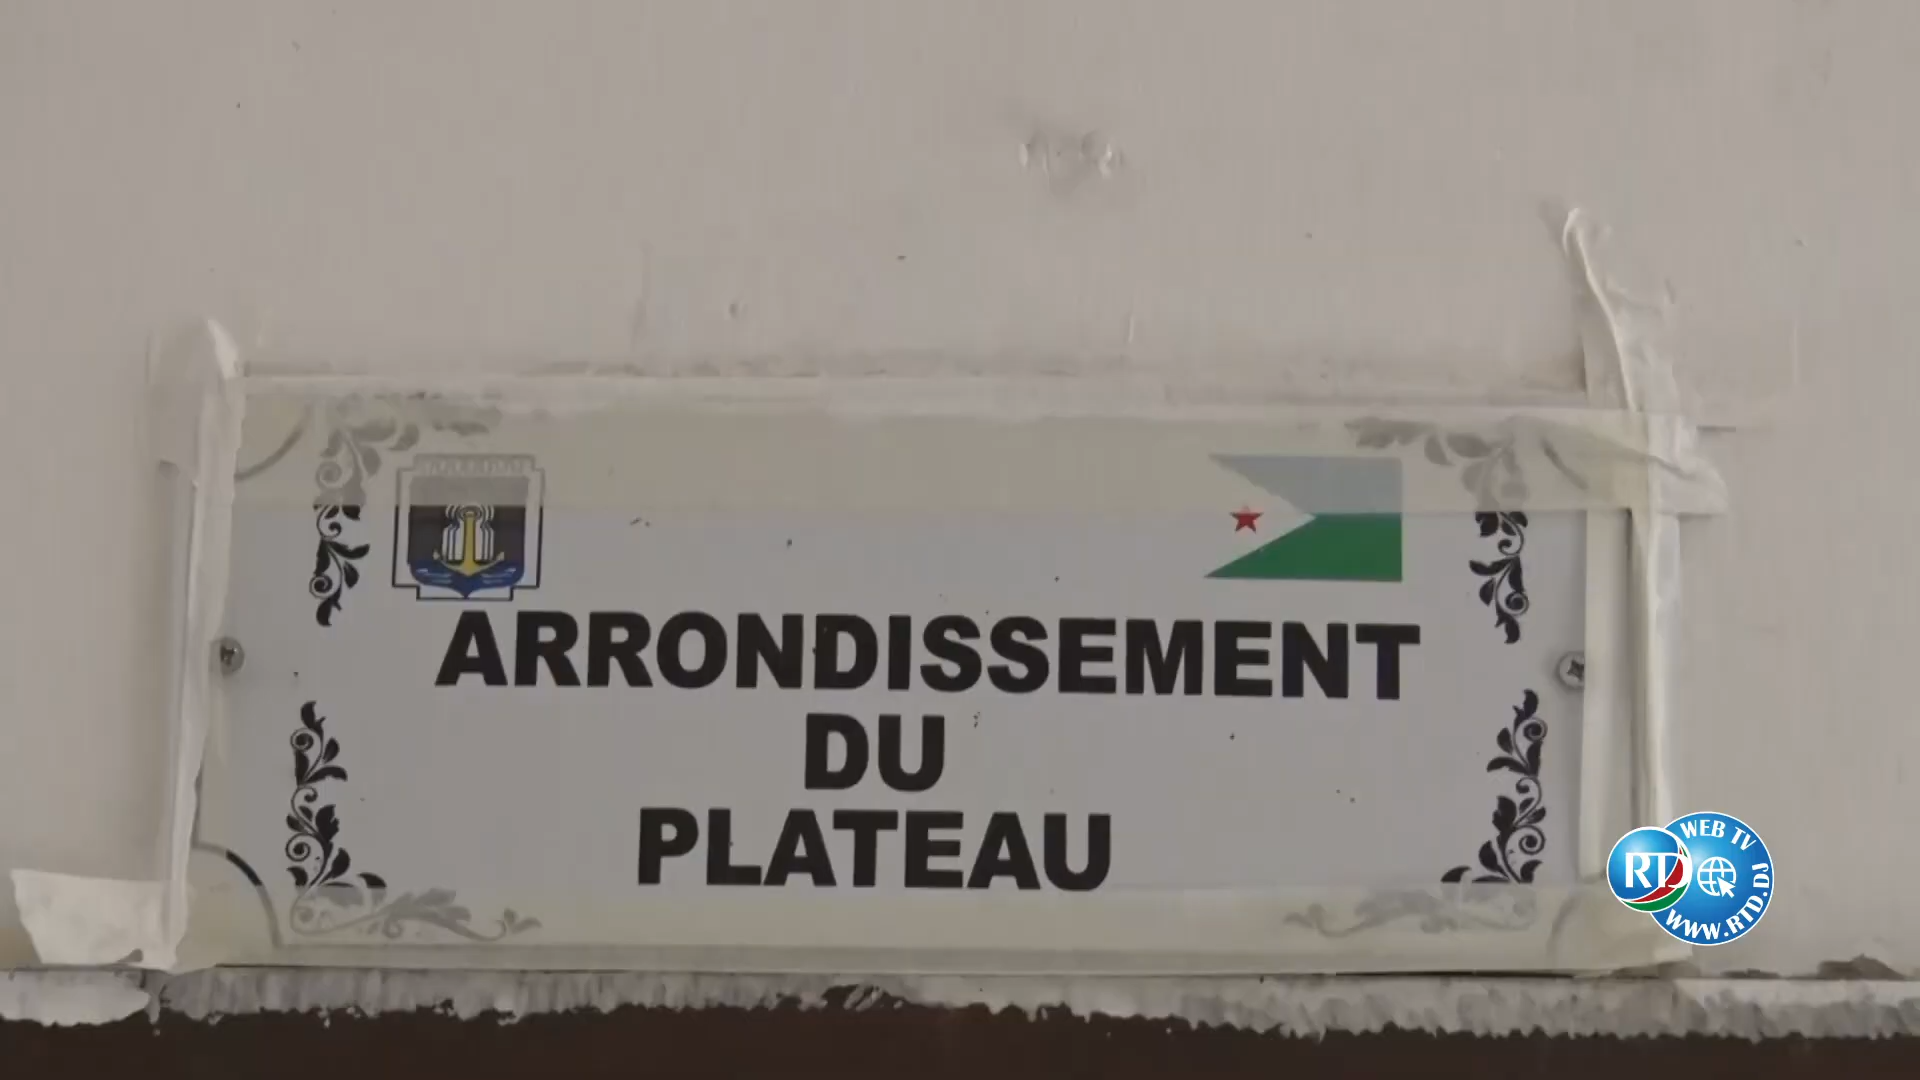 ARRONDISSEMENT
DU
PLATEAU
WEB TV
RTD
WWW.RTD.DJ